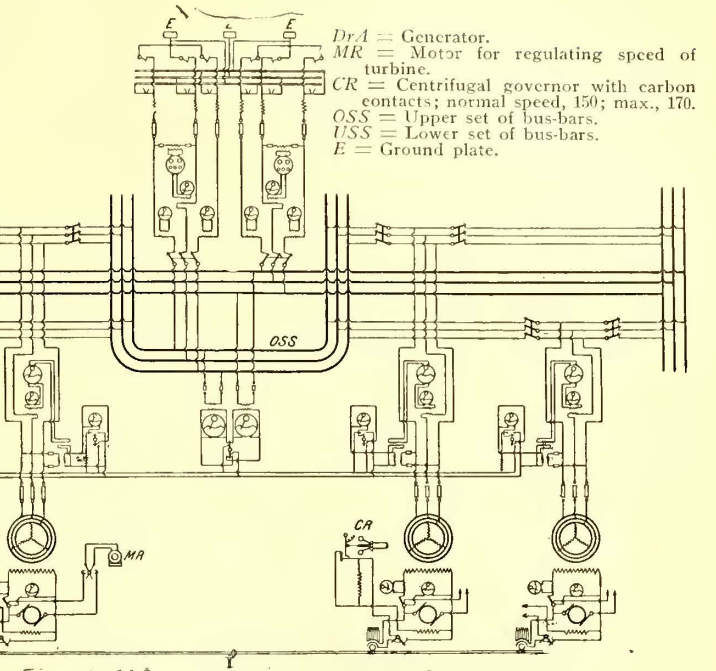 E E E
DrA = Generator.
MR = Motor for regulating speed of
turbine.
CR = Centrifugal governor with carbon
contacts; normal speed, 150; max., 170.
OSS = Upper set of bus-bars.
USS = Lower set of bus-bars.
E = Ground plate.
OSS
CR
MR